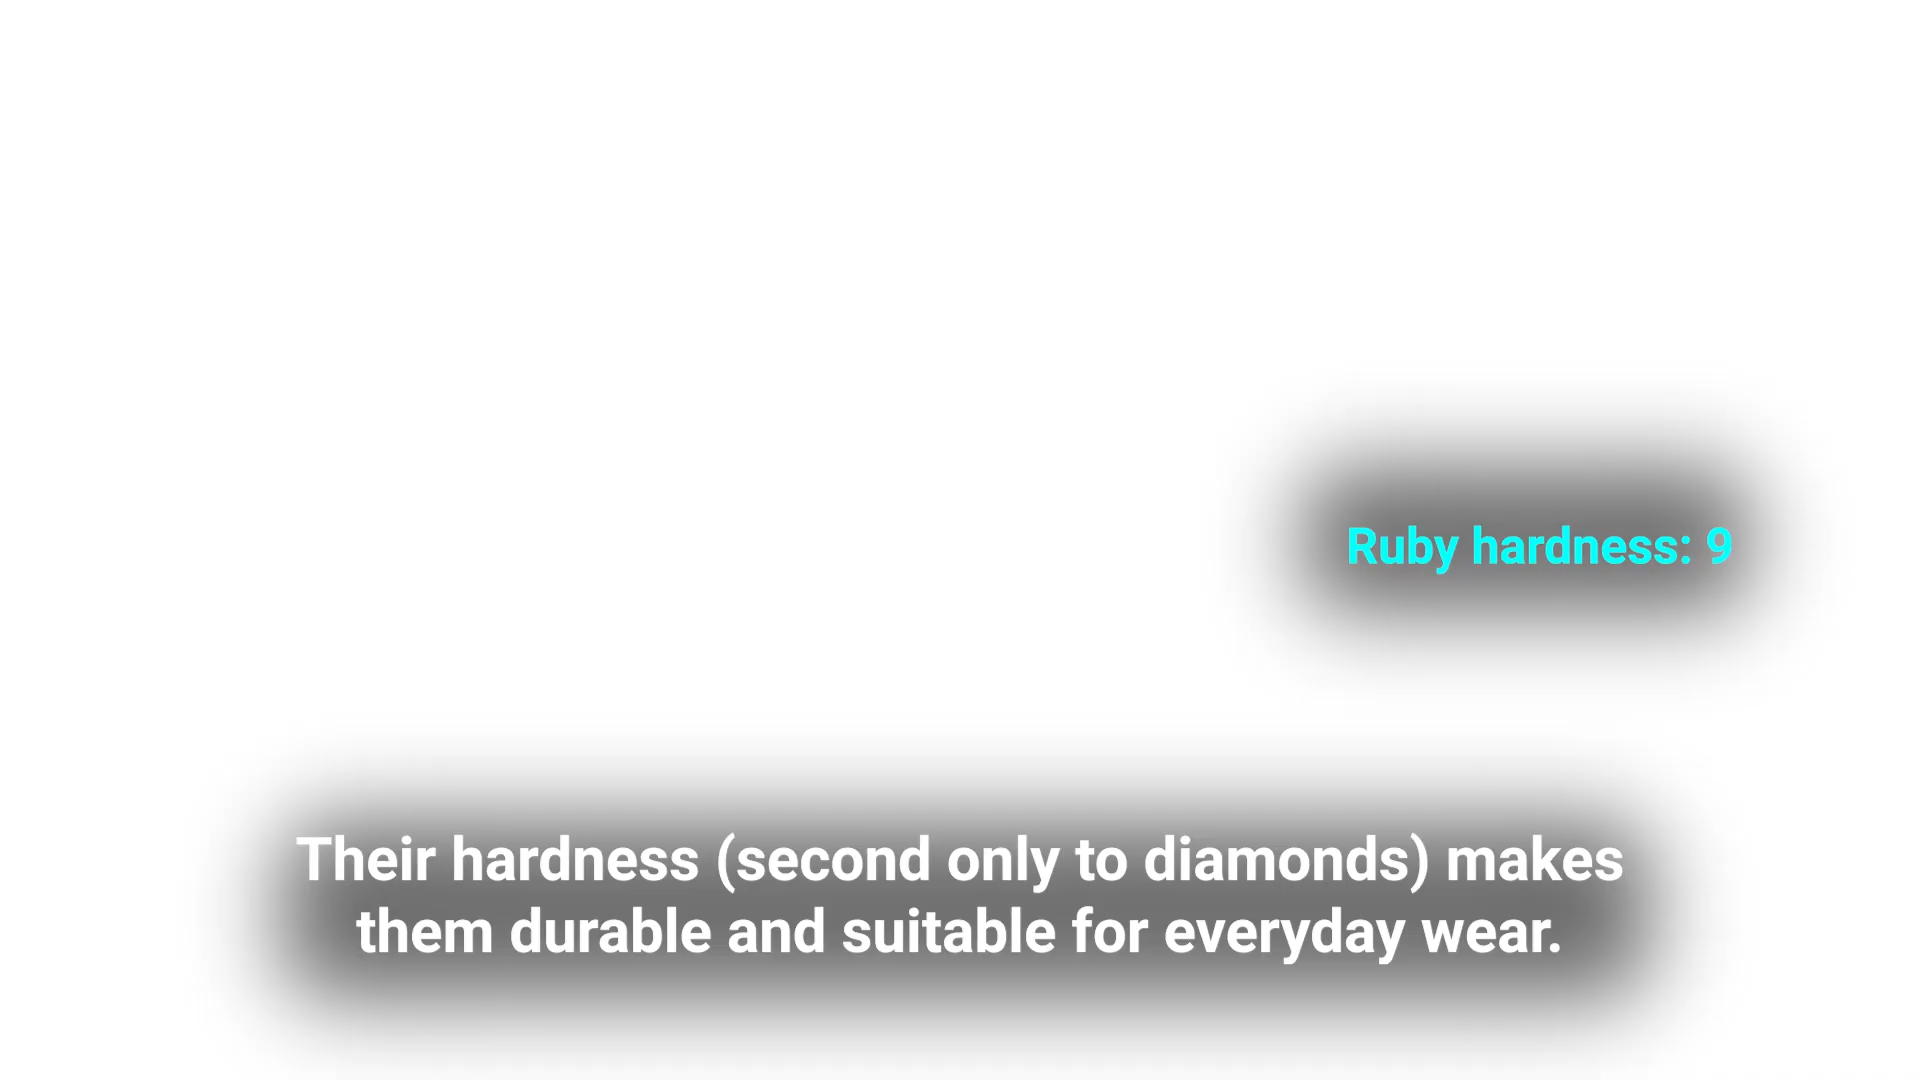 Ruby hardness: 9
Their hardness (second only to diamonds) makes
them durable and suitable for everyday wear.